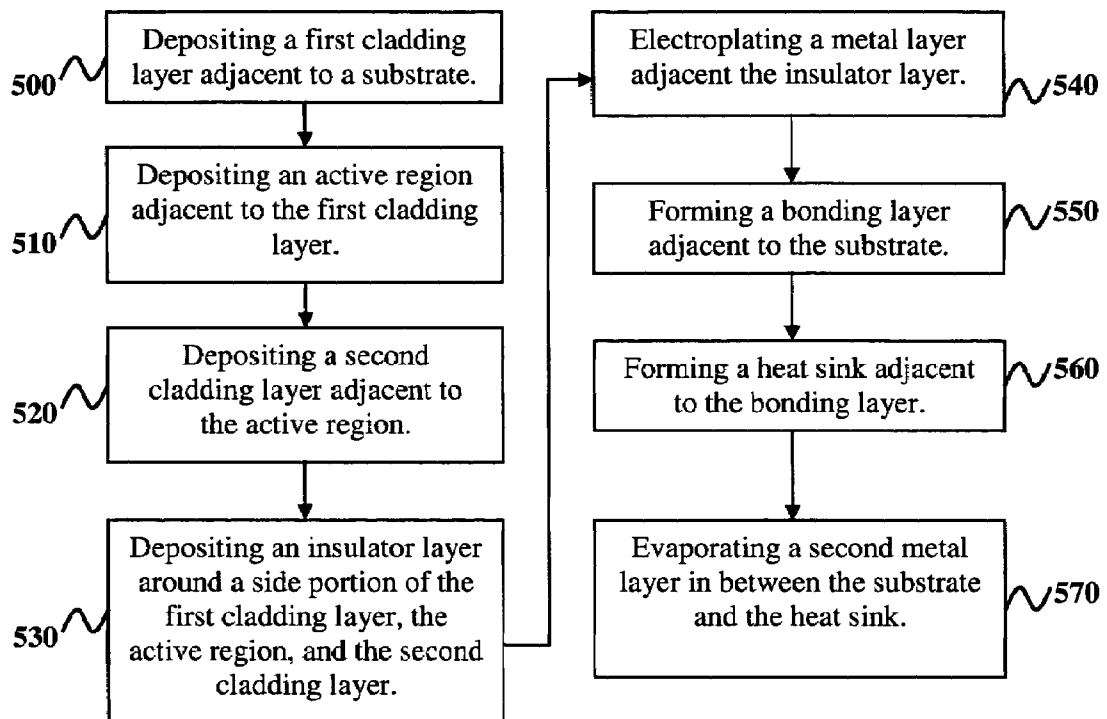 Depositing a first cladding
layer adjacent to a substrate.
500
Depositing an active region
adjacent to the first cladding
layer.
510
Depositing a second
cladding layer adjacent to
the active region.
520
Depositing an insulator layer
around a side portion of the
first cladding layer, the
active region, and the second
cladding layer.
530
Electroplating a metal layer
adjacent the insulator layer.
540
Forming a bonding layer
adjacent to the substrate.
550
Forming a heat sink adjacent
to the bonding layer.
560
Evaporating a second metal
layer in between the substrate
and the heat sink.
570